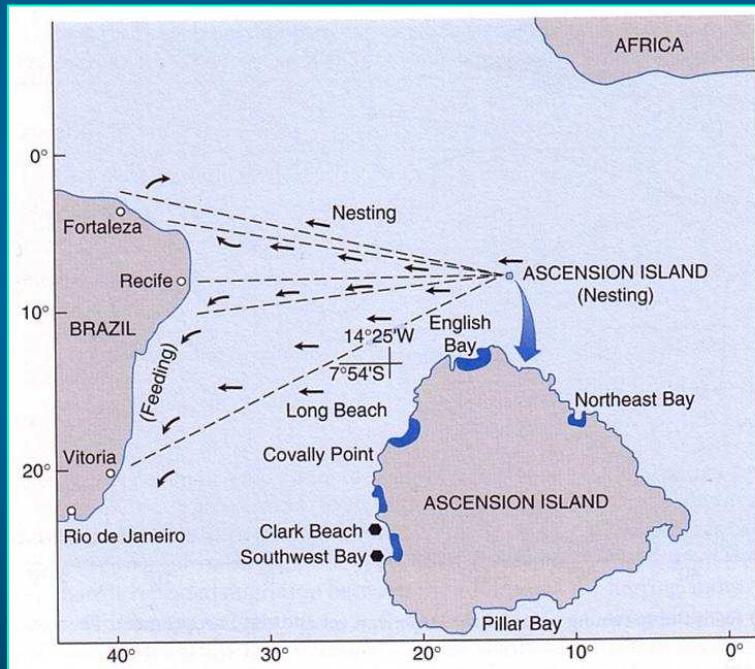 AFRICA
0°
Nesting
Fortaleza
ASCENSION ISLAND
(Nesting)
Recife
10°
BRAZIL
English
Bay
14°25'W
7°54'S
(Feeding)
Long Beach
Northeast Bay
Covally Point
Vitoria
20°
ASCENSION ISLAND
Clark Beach
Rio de Janeiro
Southwest Bay
Pillar Bay
40°
30°
20°
10°
0°